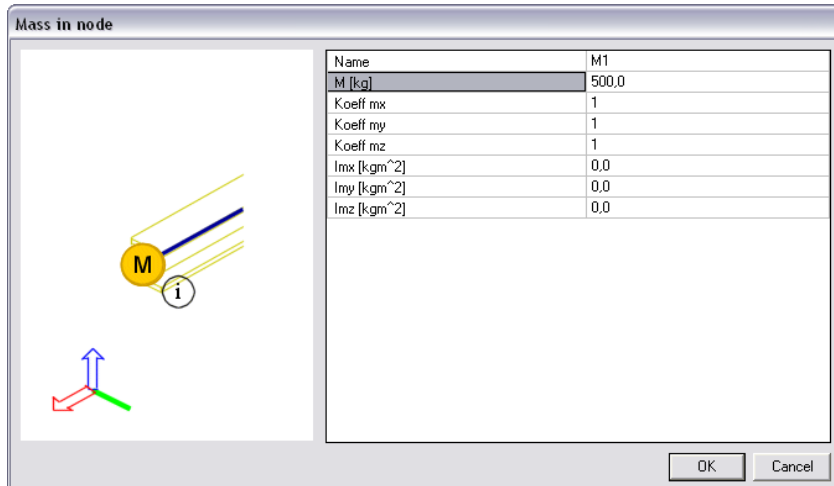 Mass in node
Name M1
M [kg] 500,0
Koeff mx 1
Koeff my 1
Koeff mz 1
Imx [kgm^2] 0,0
Imy [kgm^2] 0,0
Imz [kgm^2] 0,0
M
i
OK Cancel